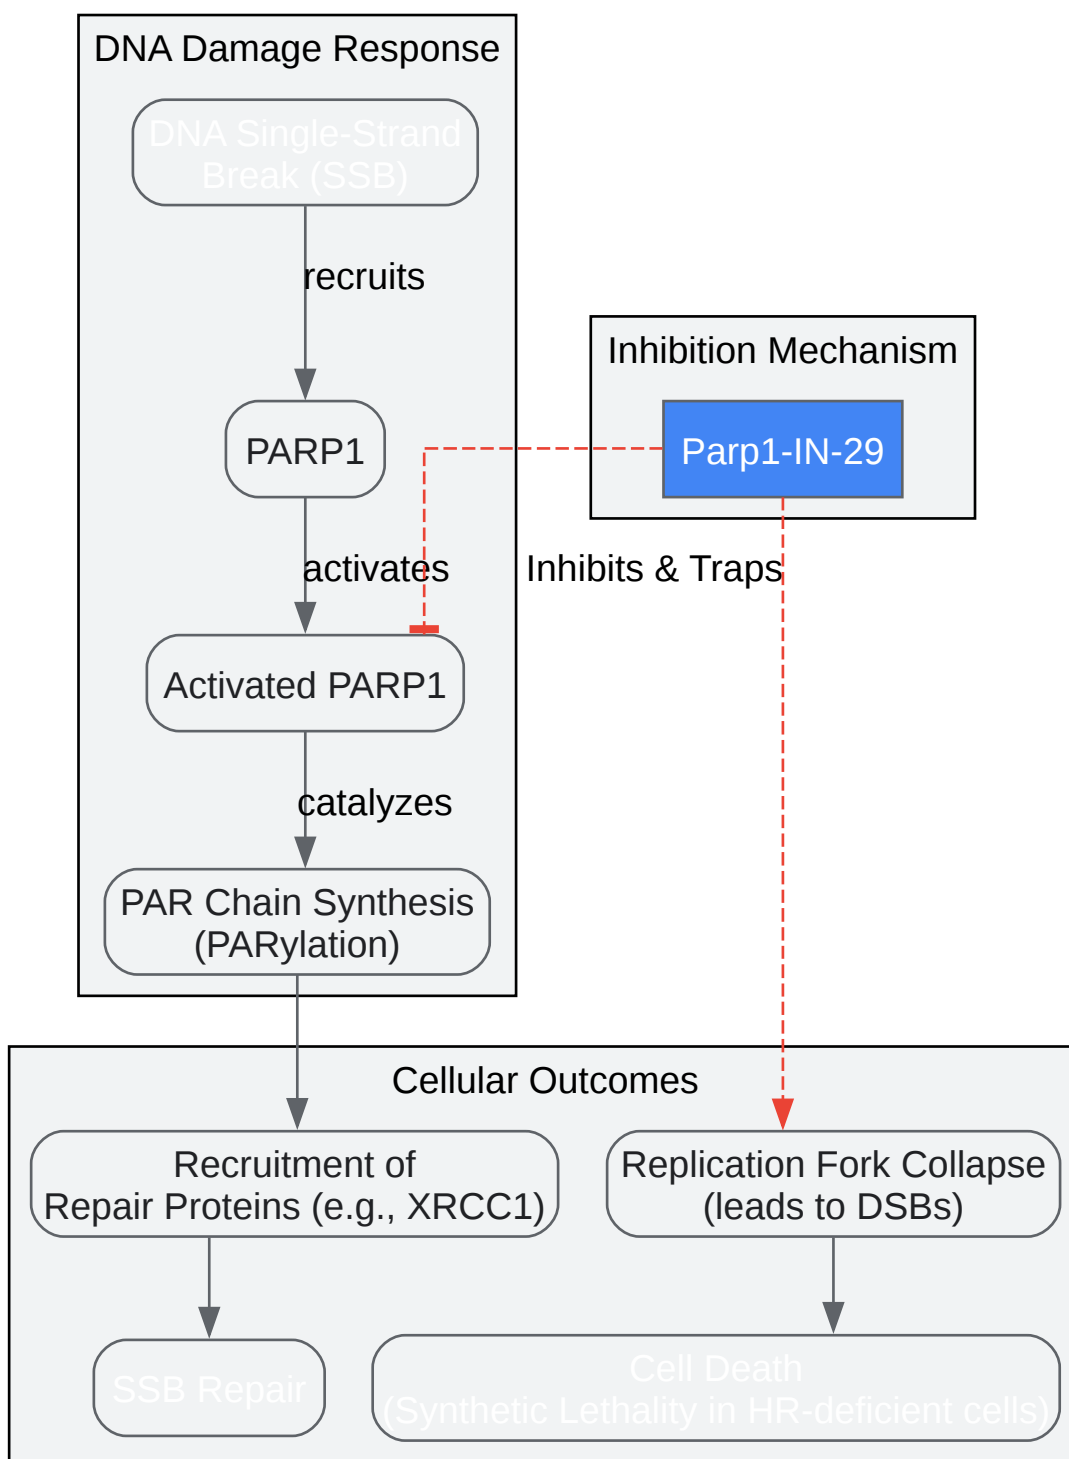 DNA Damage Response
DNA Single-Strand
Break (SSB)
recruits
Inhibition Mechanism
PARP1
Parp1-IN-29
activates
Inhibits & Traps
Activated PARP1
catalyzes
PAR Chain Synthesis
(PARylation)
Cellular Outcomes
Recruitment of
Repair Proteins (e.g., XRCC1)
Replication Fork Collapse
(leads to DSBs)
SSB Repair
Cell Death
(Synthetic Lethality in HR-deficient cells)